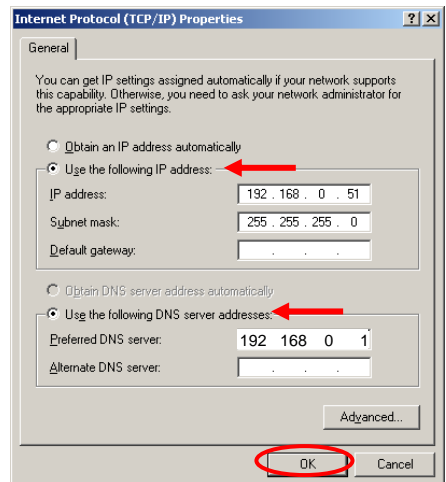 Internet Protocol (TCP/IP) Properties
General
You can get IP settings assigned automatically if your network supports
this capability. Otherwise, you need to ask your network administrator for
the appropriate IP settings.
Obtain an IP address automatically
Use the following IP address:
IP address: 192 . 168 . 0 . 51
Subnet mask: 255 . 255 . 255 . 0
Default gateway: . . .
Obtain DNS server address automatically
Use the following DNS server addresses:
Preferred DNS server: 192 168 0 1
Alternate DNS server: . . .
Advanced...
OK Cancel